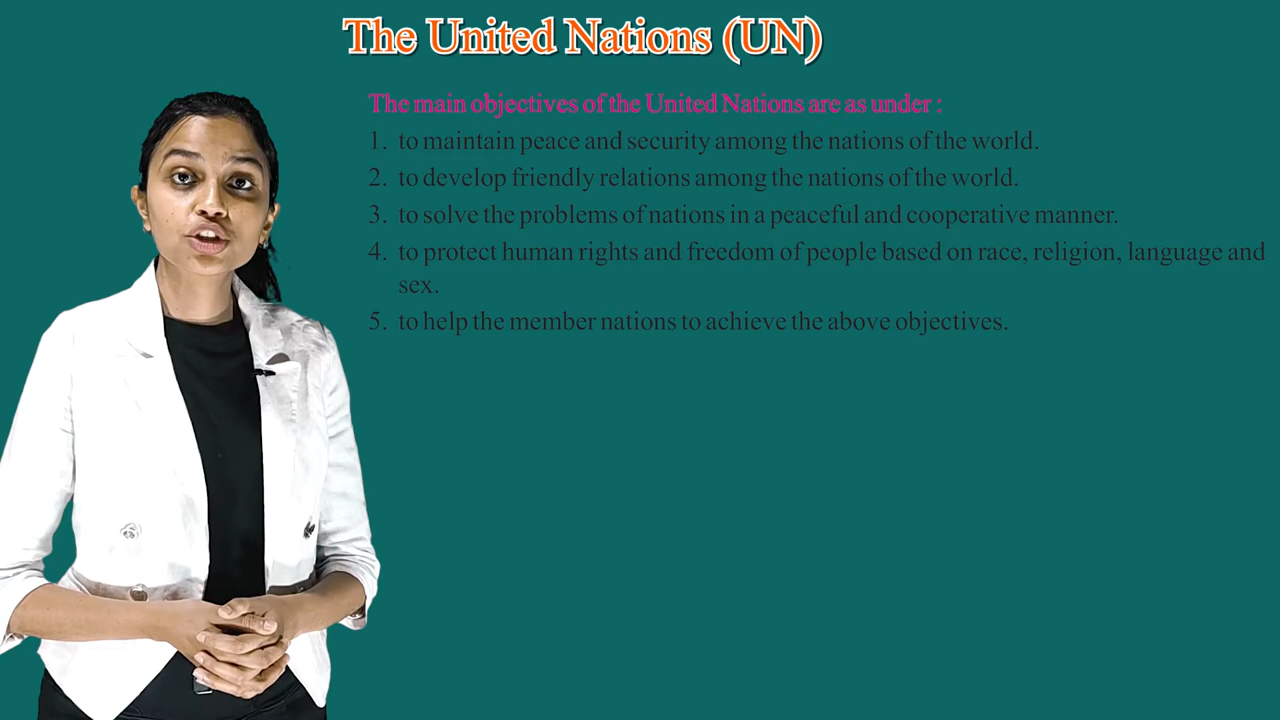 The United Nations (UN)
The main objectives of the United Nations are as under :
1. to maintain peace and security among the nations of the world.
2. to develop friendly relations among the nations of the world.
3. to solve the problems of nations in a peaceful and cooperative manner.
4. to protect human rights and freedom of people based on race, religion, language and
sex.
5. to help the member nations to achieve the above objectives.